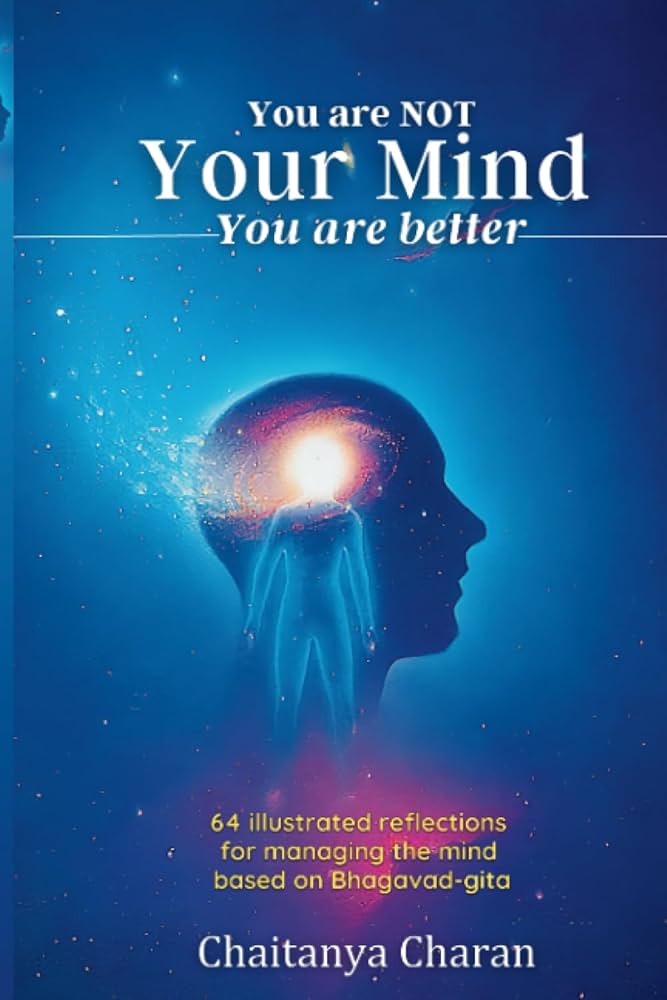 You are NOT
Your Mind
You are better
64 illustrated reflections
for managing the mind
based on Bhagavad-gita
Chaitanya Charan